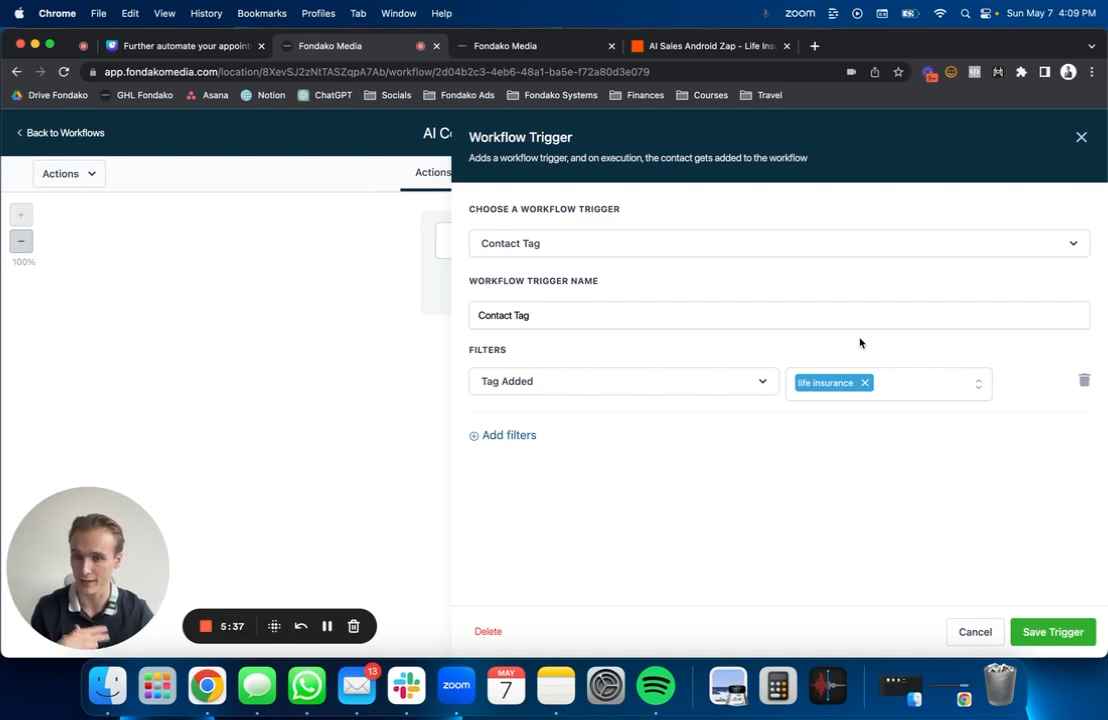 Chrome File Edit View History Bookmarks Profiles Tab Window Help zoom Sun May 7 4:09 PM
Further automate your appoint Fondako Media Fondako Media AI Sales Android Zap - Life Ins
app.fondakomedia.com/location/8XevSJ2zNtTASZqpA7Ab/workflow/2d04b2c3-4eb6-48a1-ba5e-f72a80d3e079
Drive Fondako GHL Fondako Asana Notion ChatGPT Socials Fondako Ads Fondako Systems Finances Courses Travel
Back to Workflows
AI Co
Workflow Trigger
Adds a workflow trigger, and on execution, the contact gets added to the workflow
Actions
Actions
100%
CHOOSE A WORKFLOW TRIGGER
Contact Tag
WORKFLOW TRIGGER NAME
Contact Tag
FILTERS
Tag Added life insurance
Add filters
5:37
Delete
Cancel
Save Trigger
13
zoom
MAY
7